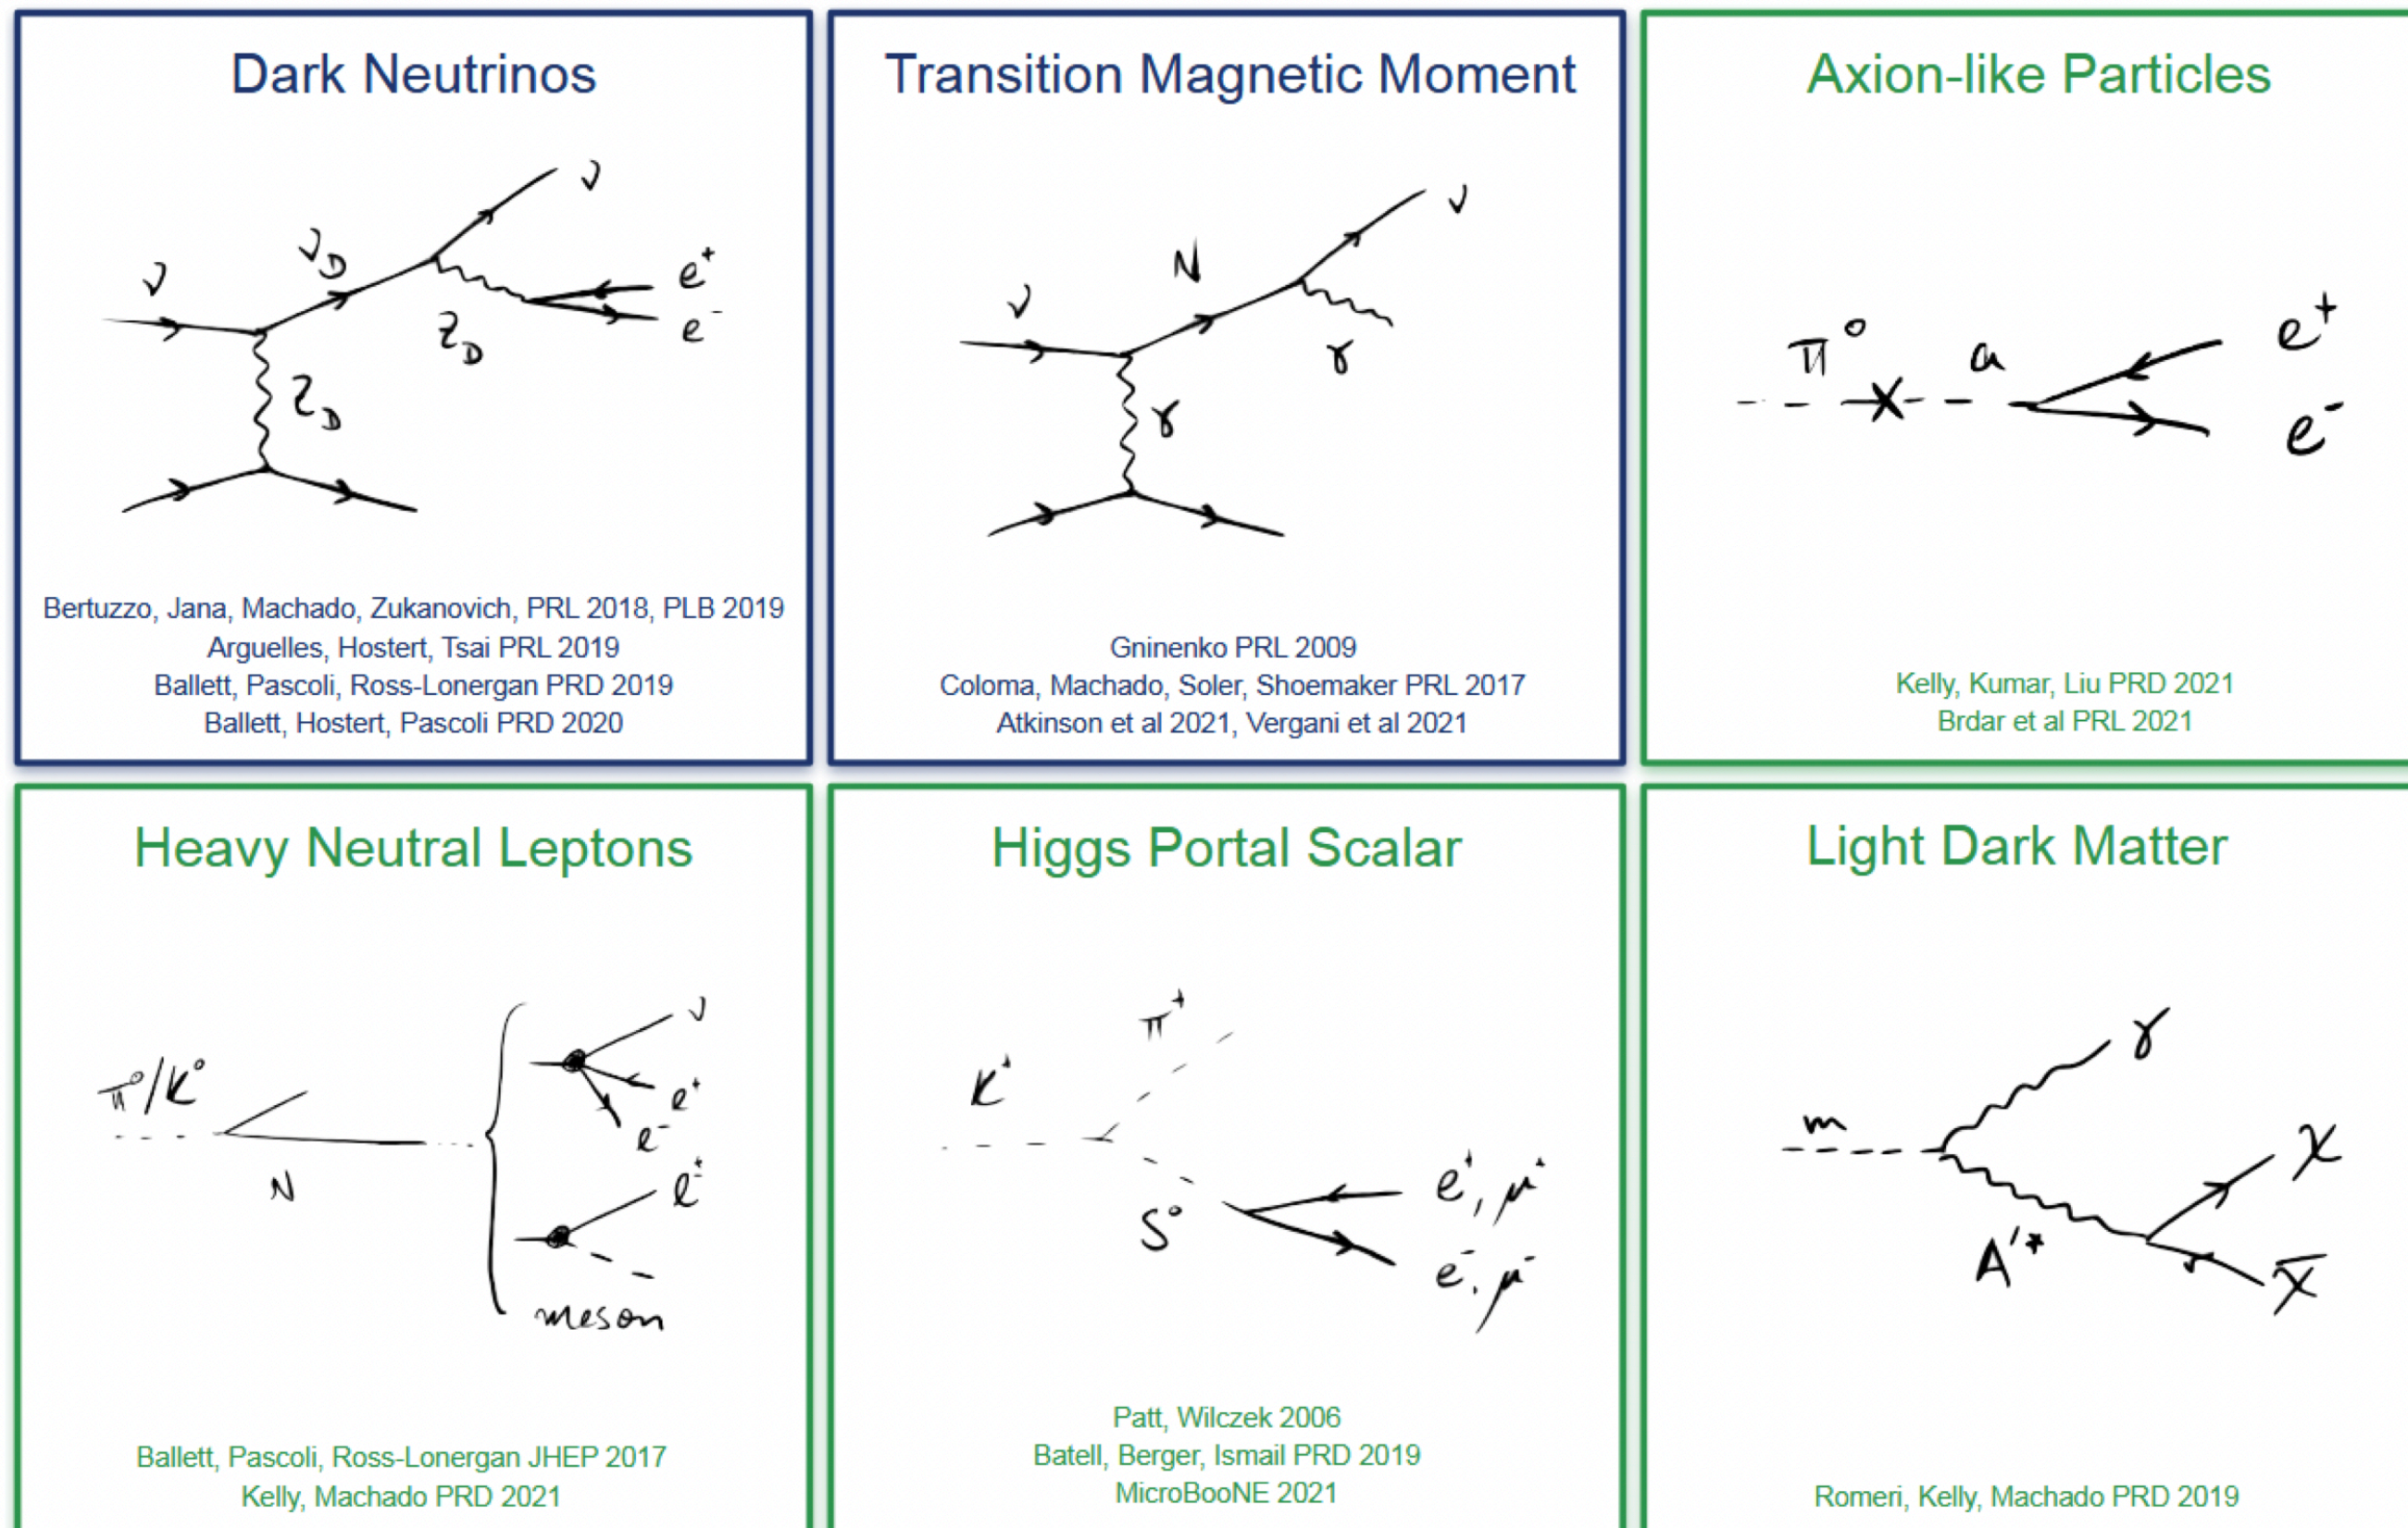 Dark Neutrinos
ν
ν_D
ν
e⁺
Z_D
e⁻
Z_D
Bertuzzo, Jana, Machado, Zukanovich, PRL 2018, PLB 2019
Arguelles, Hostert, Tsai PRL 2019
Ballett, Pascoli, Ross-Lonergan PRD 2019
Ballett, Hostert, Pascoli PRD 2020
Transition Magnetic Moment
ν
N
ν
γ
γ
Gninenko PRL 2009
Coloma, Machado, Soler, Shoemaker PRL 2017
Atkinson et al 2021, Vergani et al 2021
Axion-like Particles
π⁰
a
e⁺
e⁻
Kelly, Kumar, Liu PRD 2021
Brdar et al PRL 2021
Heavy Neutral Leptons
π⁰/K⁰
N
ν
e⁺
e⁻
ℓ±
meson
Ballett, Pascoli, Ross-Lonergan JHEP 2017
Kelly, Machado PRD 2021
Higgs Portal Scalar
π⁺
K⁺
S⁰
e⁺, μ⁺
e⁻, μ⁻
Patt, Wilczek 2006
Batell, Berger, Ismail PRD 2019
MicroBooNE 2021
Light Dark Matter
γ
m
χ
A'*
χ̄
Romeri, Kelly, Machado PRD 2019